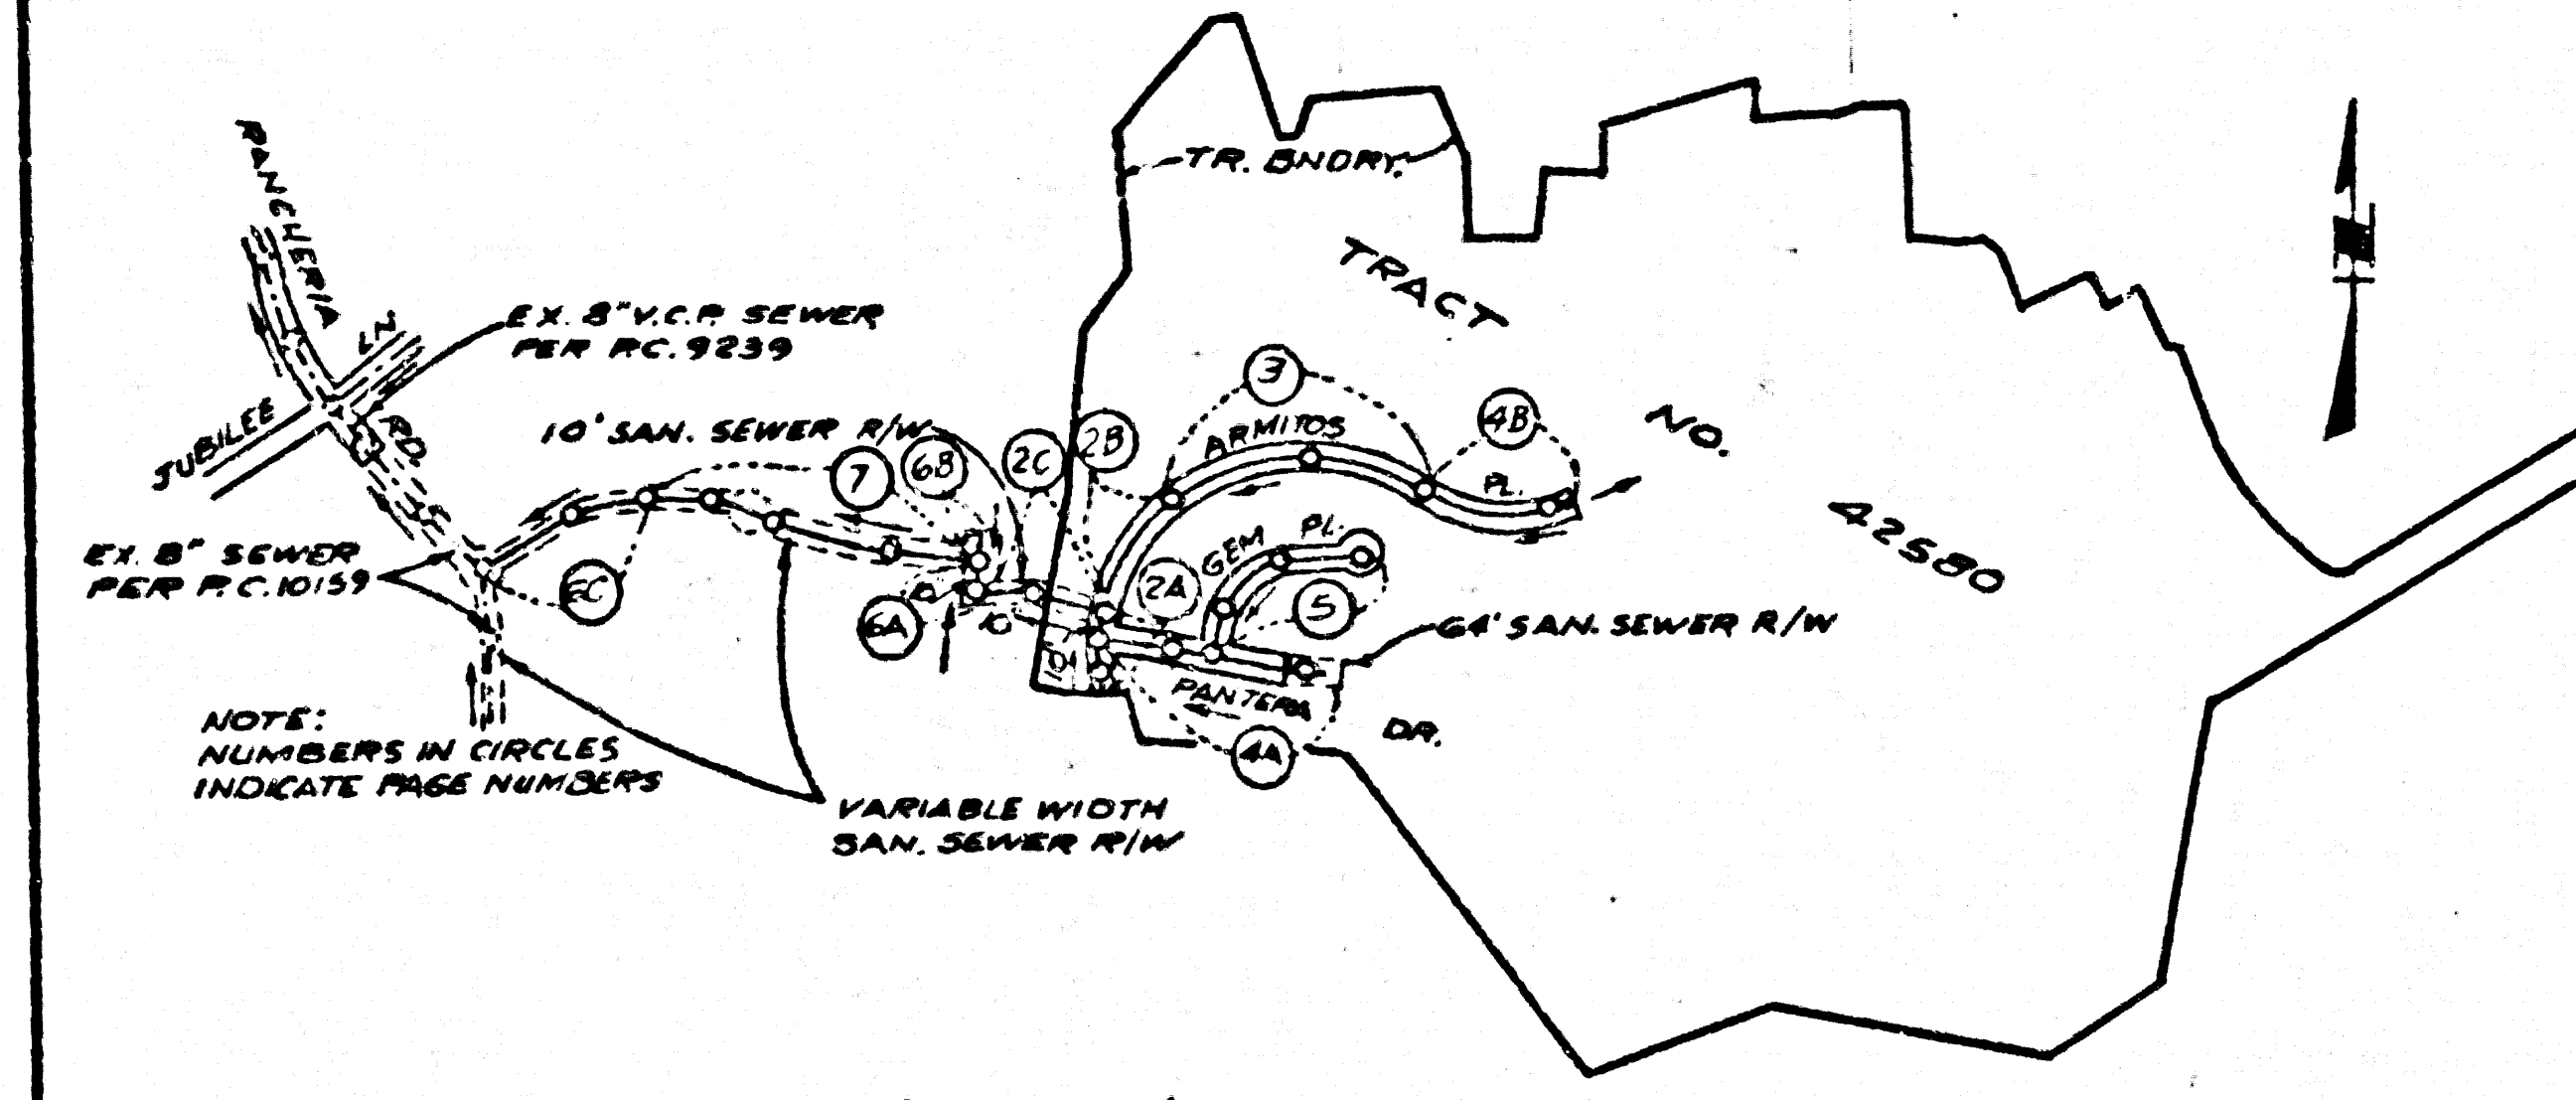 TR. BNDRY.
TRACT
NO.
42580
RANCHERIA
RD.
JUBILEE
LN
EX. 8" V.C.P. SEWER
PER P.C. 9239
10' SAN. SEWER R/W
EX. 8" SEWER
PER P.C. 10159
3
4B
2B
2C
6B
7
6C
6A
2A
5
4A
ARMITOS
PL.
GEM
PL.
PANTERA
DR.
64' SAN. SEWER R/W
10
NOTE:
NUMBERS IN CIRCLES
INDICATE PAGE NUMBERS
VARIABLE WIDTH
SAN. SEWER R/W
N